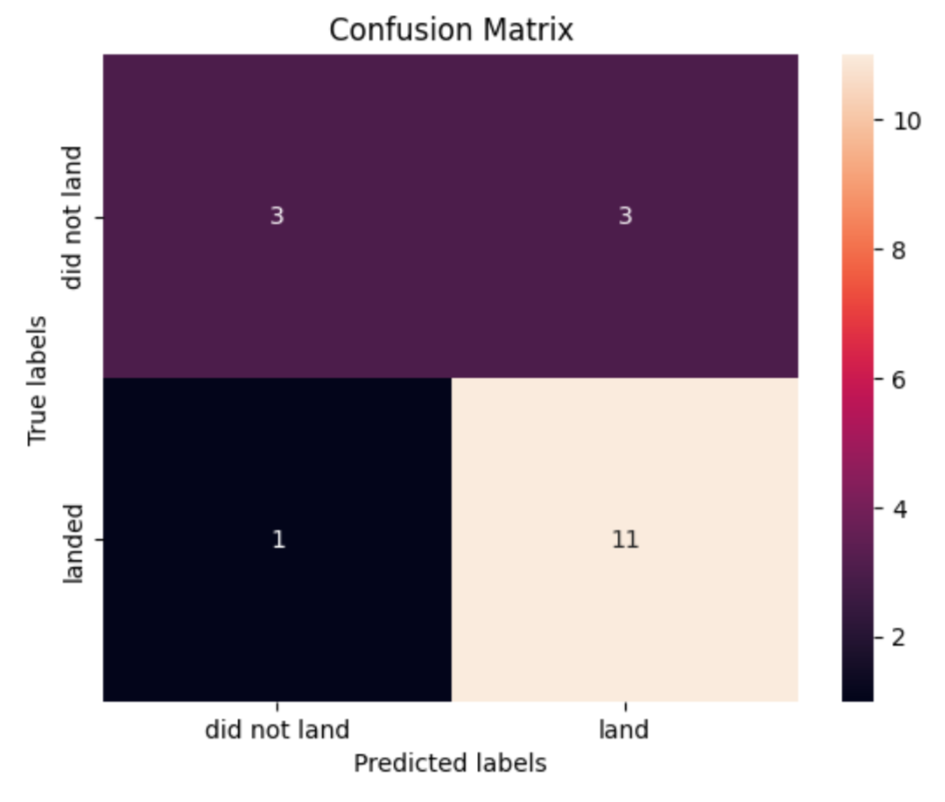 Confusion Matrix
True labels
did not land
landed
3
3
1
11
did not land
land
Predicted labels
10
8
6
4
2